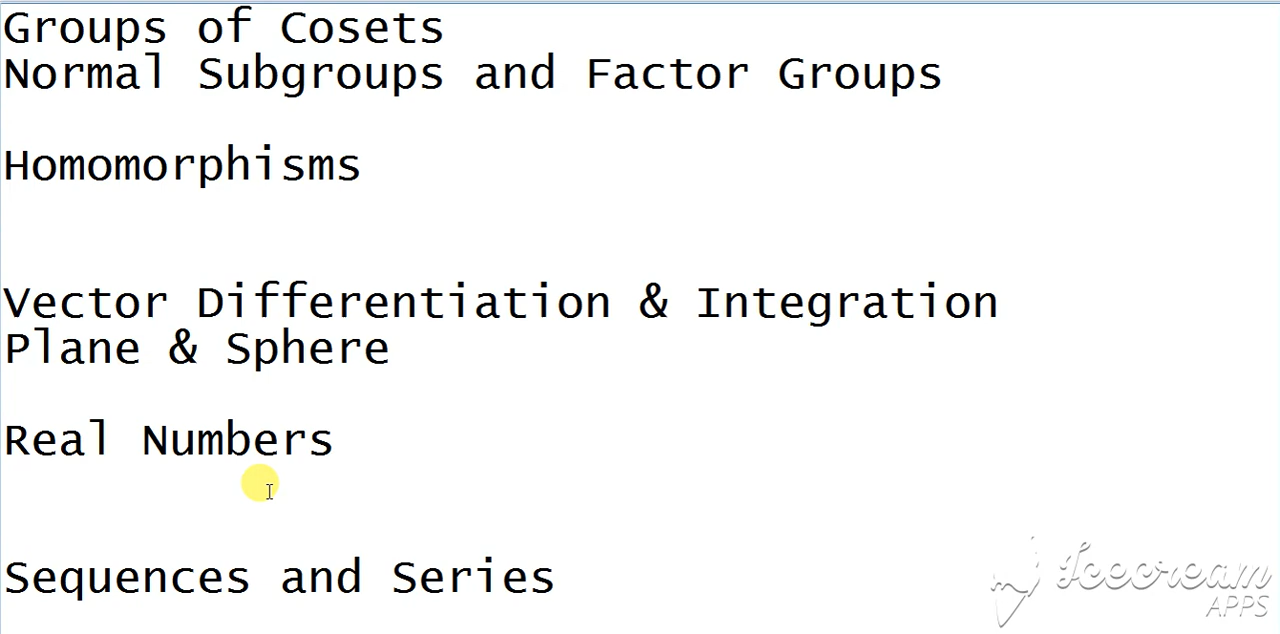 Groups of Cosets
Normal Subgroups and Factor Groups
Homomorphisms
Vector Differentiation & Integration
Plane & Sphere
Real Numbers
Sequences and Series
Icecream
APPS